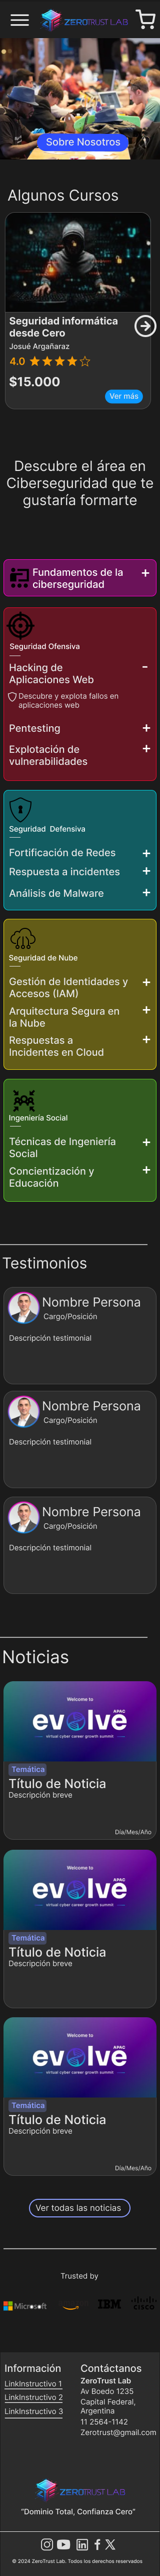 ZEROTRUST LAB
Sobre Nosotros
Algunos Cursos
Seguridad informática
desde Cero
Josué Argañaraz
4.0
$15.000
Ver más
Descubre el área en
Ciberseguridad que te
gustaría formarte
Fundamentos de la
ciberseguridad
+
Seguridad Ofensiva
Hacking de
Aplicaciones Web
-
Descubre y explota fallos en
aplicaciones web
Pentesting
+
Explotación de
vulnerabilidades
+
Seguridad Defensiva
Fortificación de Redes
+
Respuesta a incidentes
+
Análisis de Malware
+
Seguridad de Nube
Gestión de Identidades y
Accesos (IAM)
+
Arquitectura Segura en
la Nube
+
Respuestas a
Incidentes en Cloud
+
Ingeniería Social
Técnicas de Ingeniería
Social
+
Concientización y
Educación
+
Testimonios
Nombre Persona
Cargo/Posición
Descripción testimonial
Nombre Persona
Cargo/Posición
Descripción testimonial
Nombre Persona
Cargo/Posición
Descripción testimonial
Noticias
Welcome to
APAC
evolve
virtual cyber career growth summit
Temática
Título de Noticia
Descripción breve
Día/Mes/Año
Welcome to
APAC
evolve
virtual cyber career growth summit
Temática
Título de Noticia
Descripción breve
Welcome to
APAC
evolve
virtual cyber career growth summit
Temática
Título de Noticia
Descripción breve
Día/Mes/Año
Ver todas las noticias
Trusted by
Microsoft
IBM
cisco
Información
LinkInstructivo 1
LinkInstructivo 2
LinkInstructivo 3
Contáctanos
ZeroTrust Lab
Av Boedo 1235
Capital Federal,
Argentina
11 2564-1142
Zerotrust@gmail.com
ZEROTRUST LAB
“Dominio Total, Confianza Cero”
© 2024 ZeroTrust Lab. Todos los derechos reservados